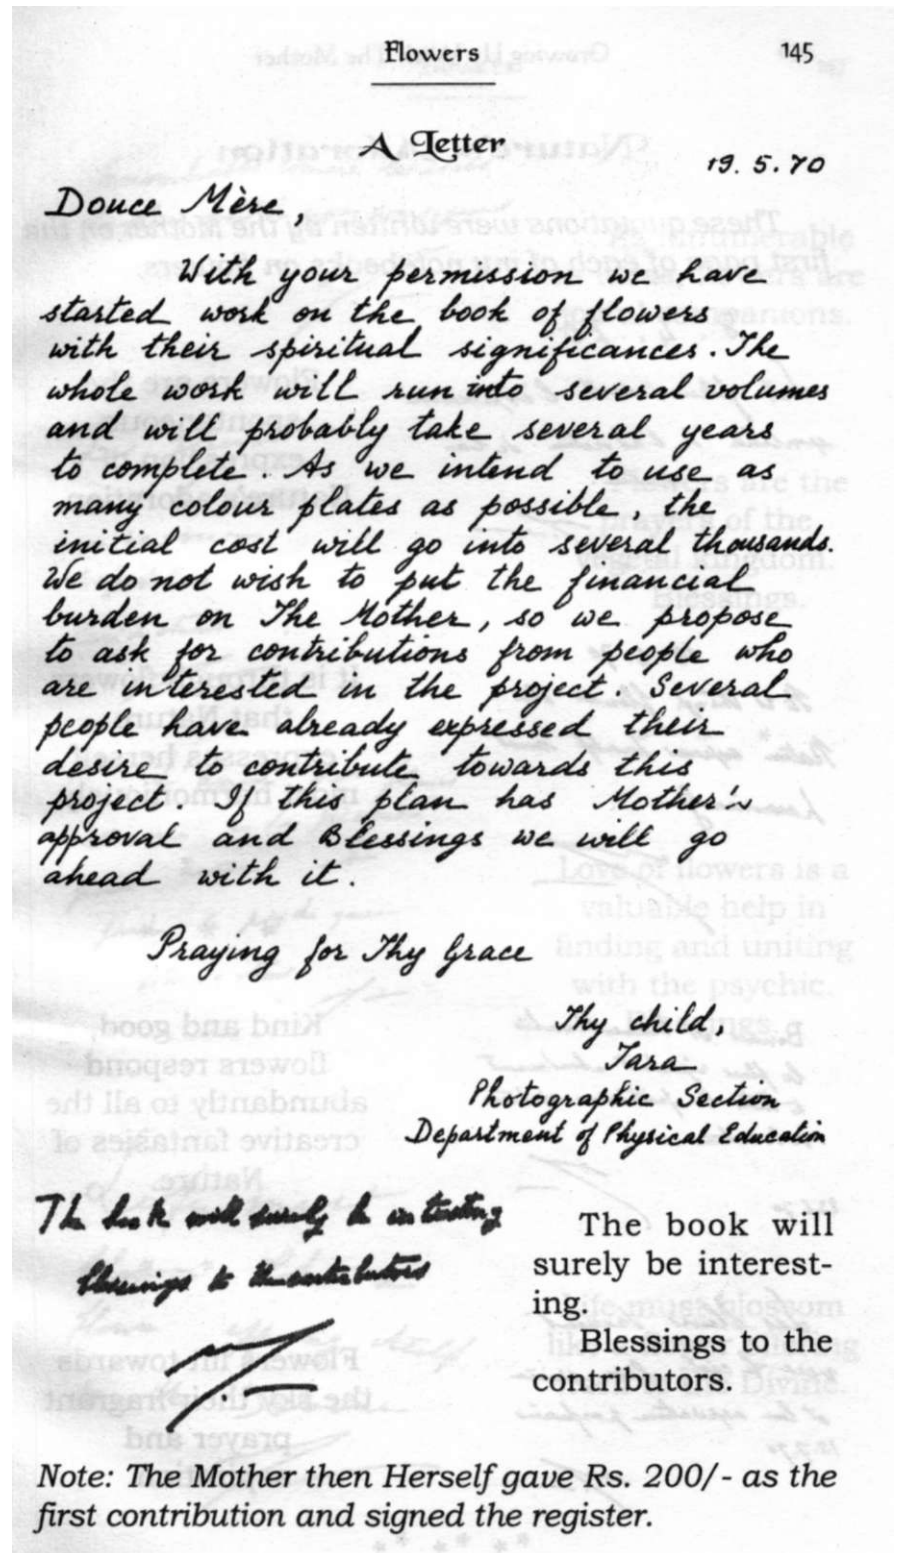 Flowers
145
A Letter
19.5.70
Douce Mère,
With your permission we have
started work on the book of flowers
with their spiritual significances. The
whole work will run into several volumes
and will probably take several years
to complete. As we intend to use as
many colour plates as possible, the
initial cost will go into several thousands.
We do not wish to put the financial
burden on The Mother, so we propose
to ask for contributions from people who
are interested in the project. Several
people have already expressed their
desire to contribute towards this
project. If this plan has Mother's
approval and Blessings we will go
ahead with it.
Praying for Thy Grace
Thy child,
Tara
Photographic Section
Department of Physical Education
The book will surely be interesting
blessings to the contributors
The book will
surely be interest-
ing.
Blessings to the
contributors.
Note: The Mother then Herself gave Rs. 200/- as the
first contribution and signed the register.